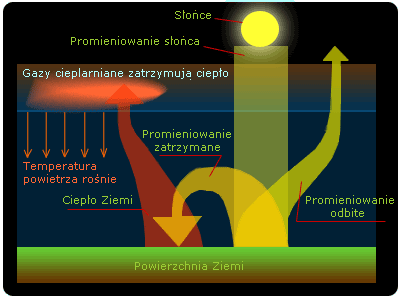 Słońce
Promieniowanie słońca
Gazy cieplarniane zatrzymują ciepło
Promieniowanie
zatrzymane
Temperatura
powietrza rośnie
Ciepło Ziemi
Promieniowanie
odbite
Powierzchnia Ziemi